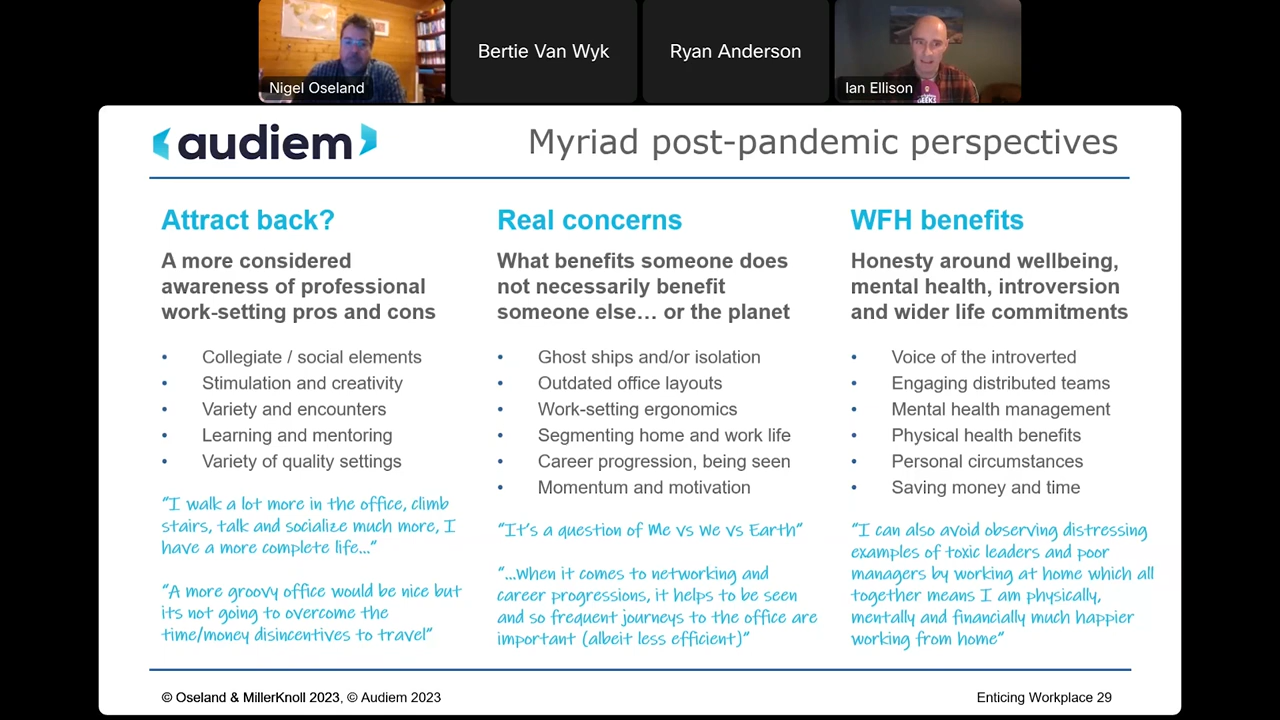 Nigel Oseland
Bertie Van Wyk
Ryan Anderson
Ian Ellison
audiem
Myriad post-pandemic perspectives
Attract back?
A more considered
awareness of professional
work-setting pros and cons
• Collegiate / social elements
• Stimulation and creativity
• Variety and encounters
• Learning and mentoring
• Variety of quality settings
"I walk a lot more in the office, climb
stairs, talk and socialize much more, I
have a more complete life..."
"A more groovy office would be nice but
its not going to overcome the
time/money disincentives to travel"
Real concerns
What benefits someone does
not necessarily benefit
someone else… or the planet
• Ghost ships and/or isolation
• Outdated office layouts
• Work-setting ergonomics
• Segmenting home and work life
• Career progression, being seen
• Momentum and motivation
"It's a question of Me vs We vs Earth"
"...When it comes to networking and
career progressions, it helps to be seen
and so frequent journeys to the office are
important (albeit less efficient)"
WFH benefits
Honesty around wellbeing,
mental health, introversion
and wider life commitments
• Voice of the introverted
• Engaging distributed teams
• Mental health management
• Physical health benefits
• Personal circumstances
• Saving money and time
"I can also avoid observing distressing
examples of toxic leaders and poor
managers by working at home which all
together means I am physically,
mentally and financially much happier
working from home"
© Oseland & MillerKnoll 2023, © Audiem 2023
Enticing Workplace 29